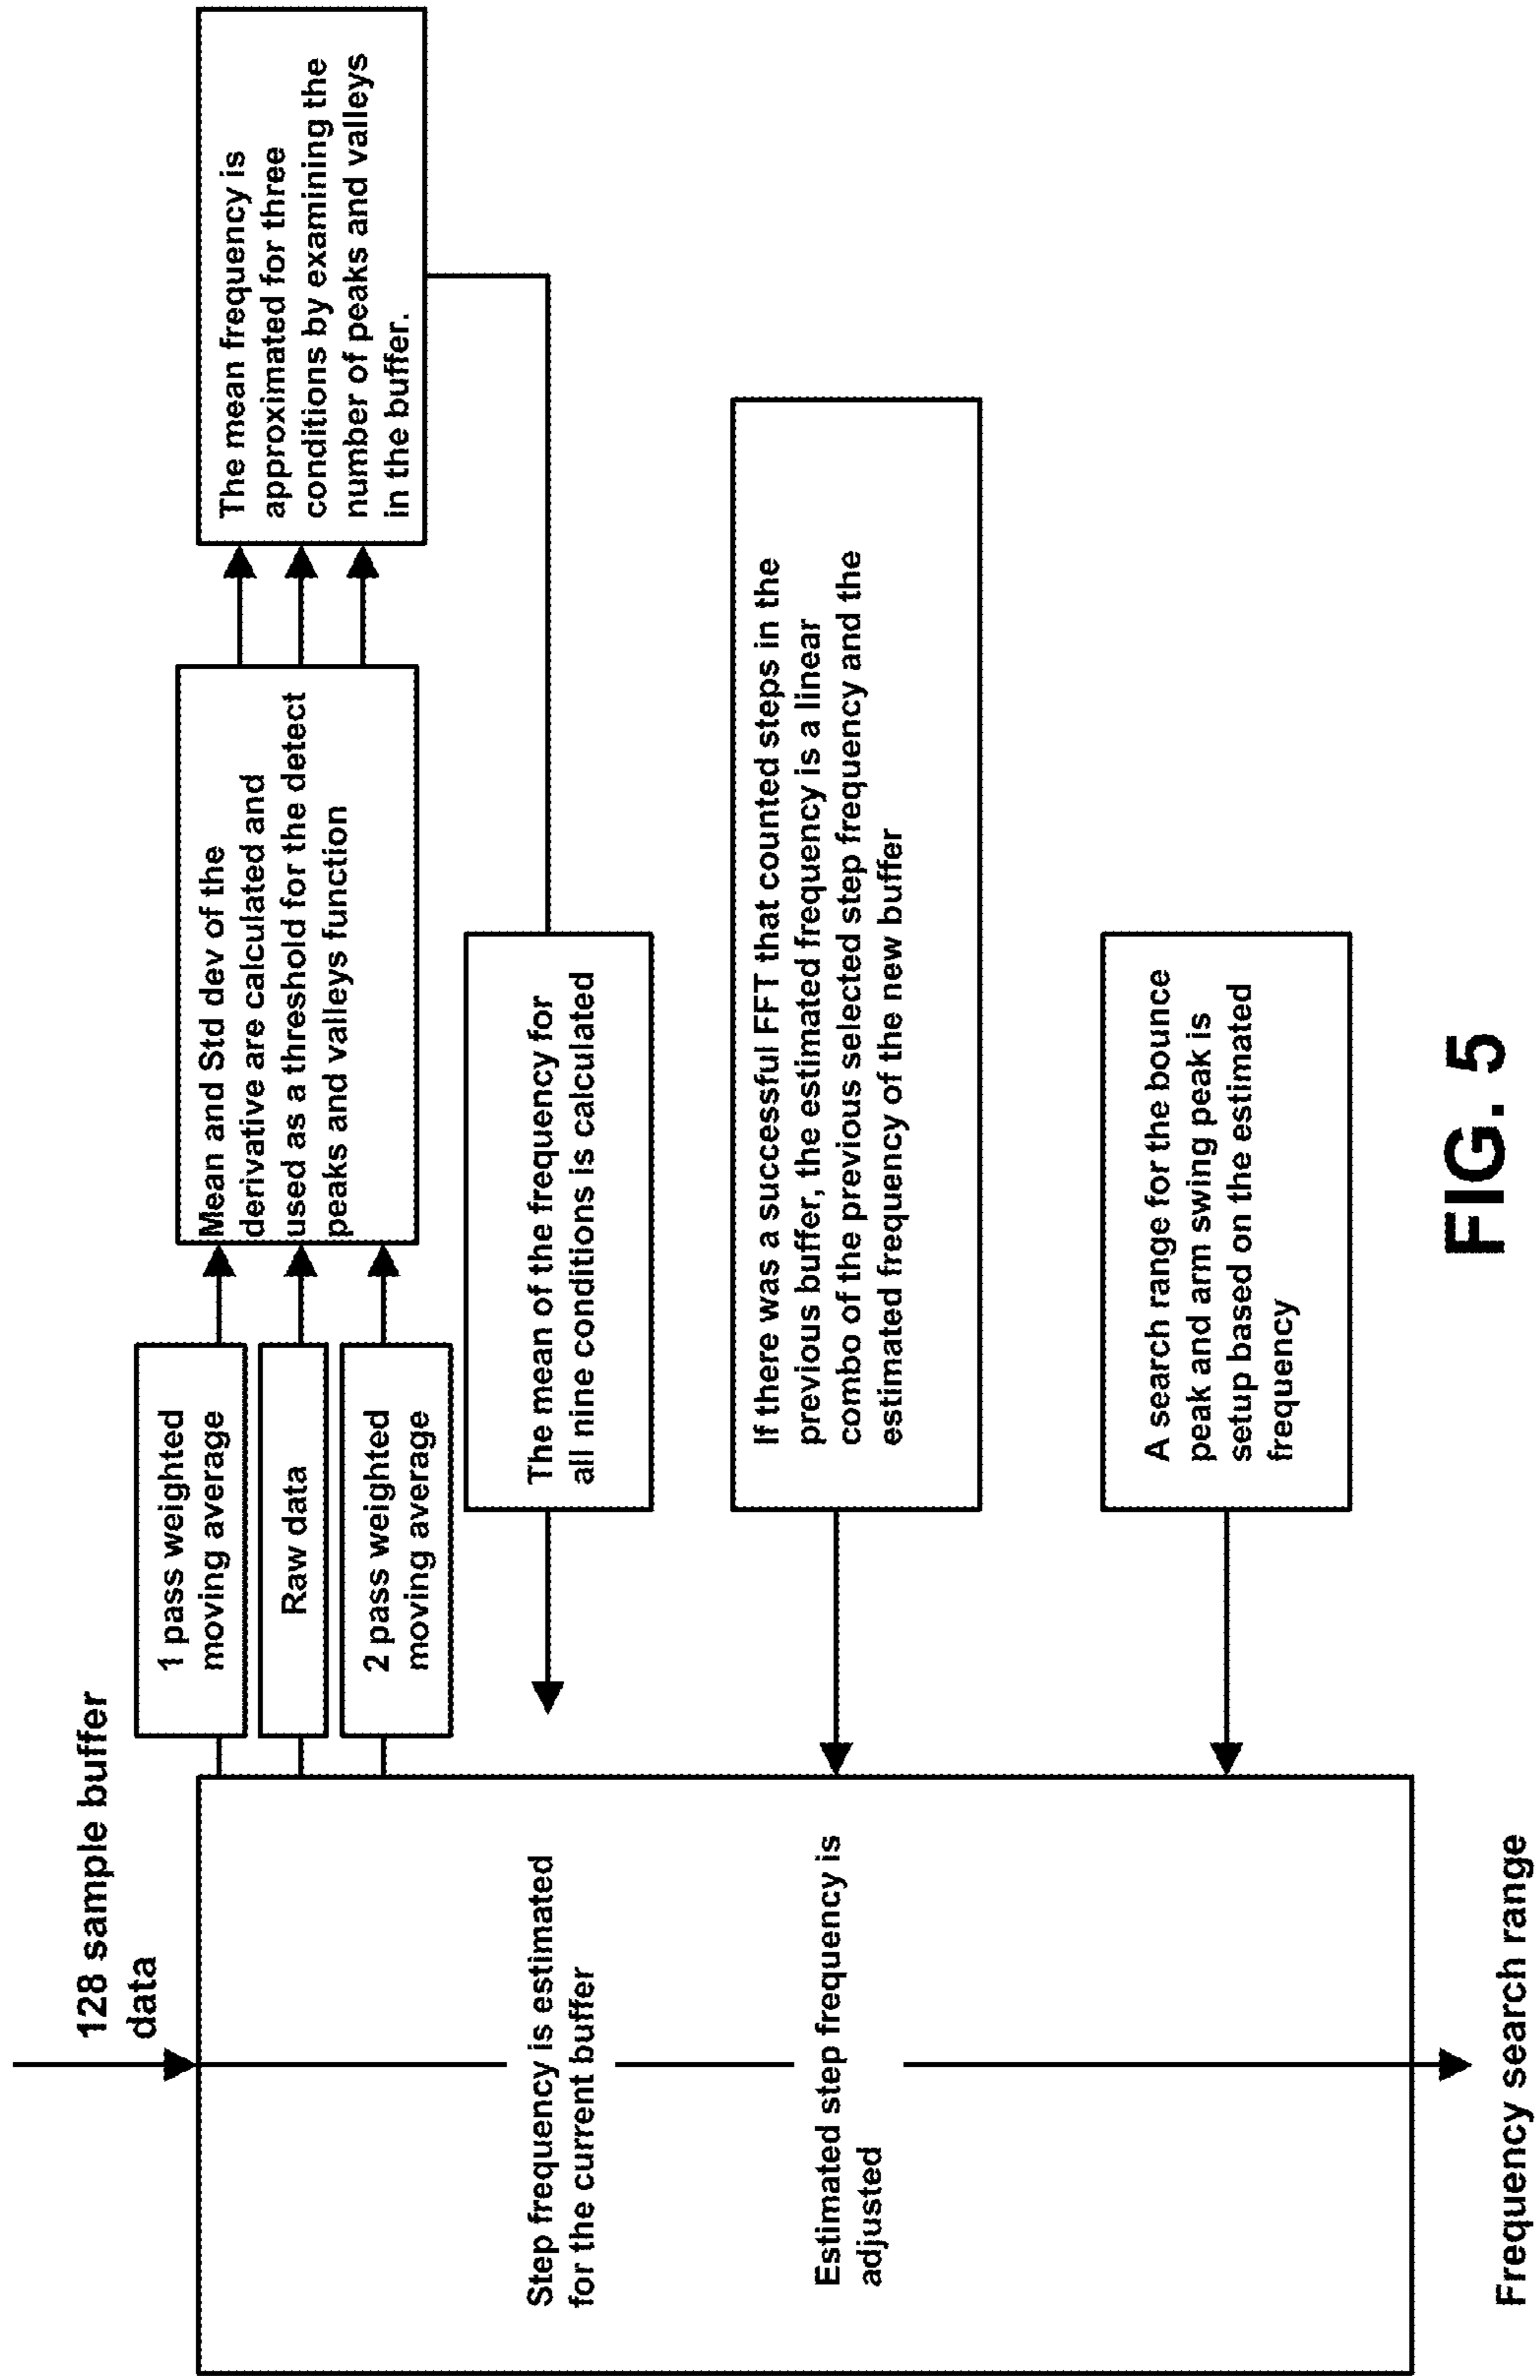 128 sample buffer
data
1 pass weighted
moving average
Raw data
2 pass weighted
moving average
Mean and Std dev of the
derivative are calculated and
used as a threshold for the detect
peaks and valleys function
The mean frequency is
approximated for three
conditions by examining the
number of peaks and valleys
in the buffer.
Step frequency is estimated
for the current buffer
The mean of the frequency for
all nine conditions is calculated
Estimated step frequency is
adjusted
If there was a successful FFT that counted steps in the
previous buffer, the estimated frequency is a linear
combo of the previous selected step frequency and the
estimated frequency of the new buffer
A search range for the bounce
peak and arm swing peak is
setup based on the estimated
frequency
Frequency search range
FIG. 5